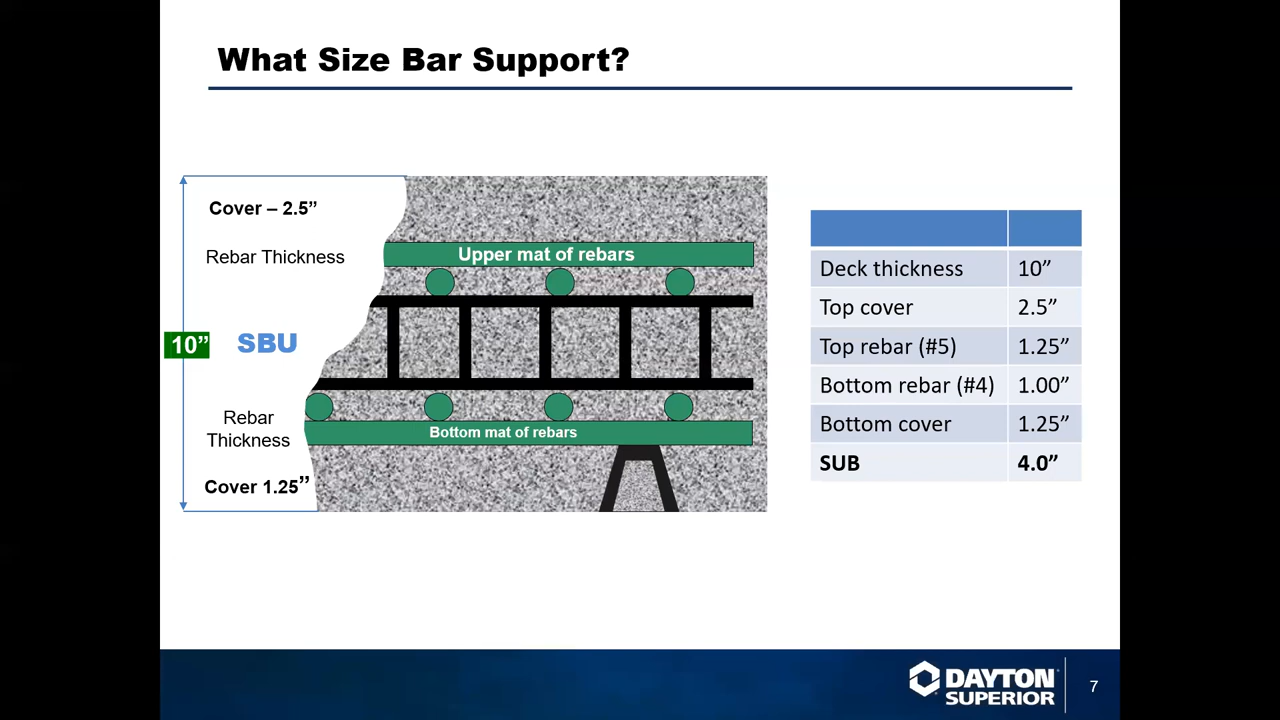 What Size Bar Support?
Cover – 2.5”
Rebar Thickness
10”
SBU
Rebar
Thickness
Cover 1.25”
Upper mat of rebars
Bottom mat of rebars
Deck thickness 10”
Top cover 2.5”
Top rebar (#5) 1.25”
Bottom rebar (#4) 1.00”
Bottom cover 1.25”
SUB 4.0”
DAYTON
SUPERIOR
7